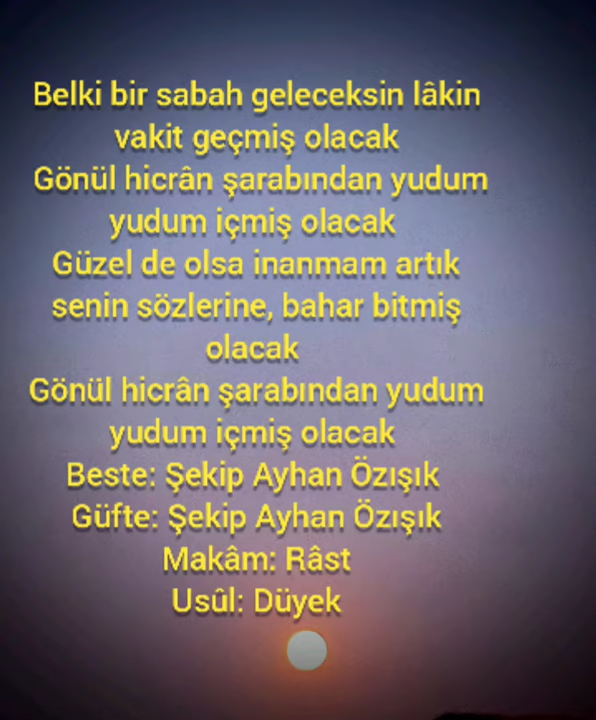 Belki bir sabah geleceksin lâkin
vakit geçmiş olacak
Gönül hicrân şarabından yudum
yudum içmiş olacak
Güzel de olsa inanmam artık
senin sözlerine, bahar bitmiş
olacak
Gönül hicrân şarabından yudum
yudum içmiş olacak
Beste: Şekip Ayhan Özışık
Güfte: Şekip Ayhan Özışık
Makâm: Râst
Usûl: Düyek